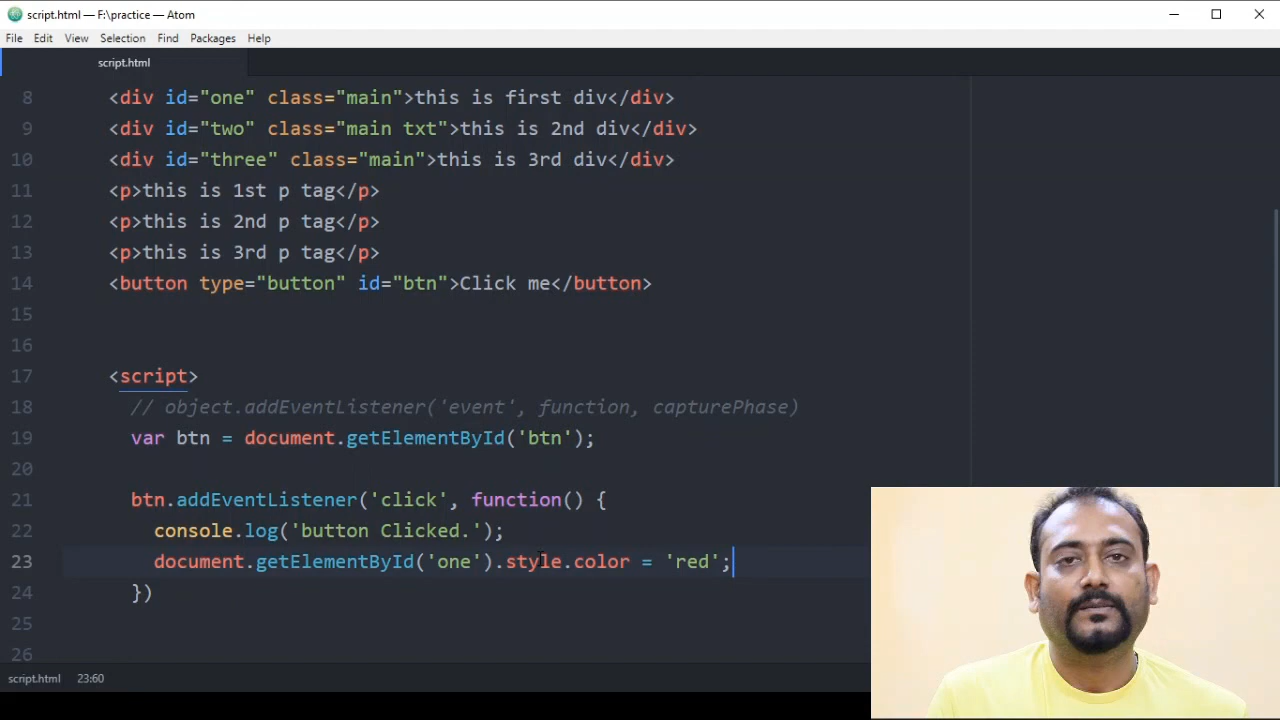 script.html — F:\practice — Atom
File Edit View Selection Find Packages Help
script.html
8 <div id="one" class="main">this is first div</div>
9 <div id="two" class="main txt">this is 2nd div</div>
10 <div id="three" class="main">this is 3rd div</div>
11 <p>this is 1st p tag</p>
12 <p>this is 2nd p tag</p>
13 <p>this is 3rd p tag</p>
14 <button type="button" id="btn">Click me</button>
15
16
17 <script>
18 // object.addEventListener('event', function, capturePhase)
19 var btn = document.getElementById('btn');
20
21 btn.addEventListener('click', function() {
22 console.log('button Clicked.');
23 document.getElementById('one').style.color = 'red';
24 })
25
26
script.html 23:60